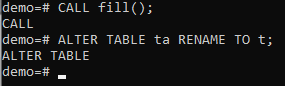 demo=# CALL fill();
CALL
demo=# ALTER TABLE ta RENAME TO t;
ALTER TABLE
demo=#